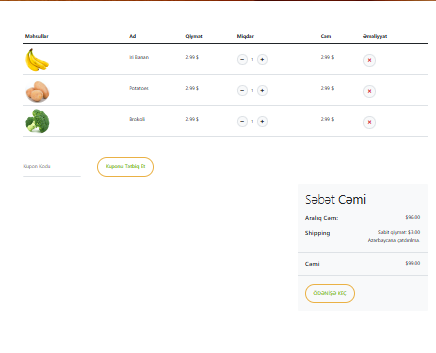 Məhsullar Ad Qiymət Miqdar Cəm Əməliyyat
İri Banan 2.99 $ − 1 + 2.99 $ ×
Potatoes 2.99 $ − 1 + 2.99 $ ×
Brokoli 2.99 $ − 1 + 2.99 $ ×
Kupon Kodu Kuponu Tətbiq Et
Səbət Cəmi
Aralıq Cəm: $96.00
Shipping Sabit qiymət: $3.00
Azərbaycana çatdırılma.
Cəmi $99.00
ÖDƏNİŞƏ KEÇ